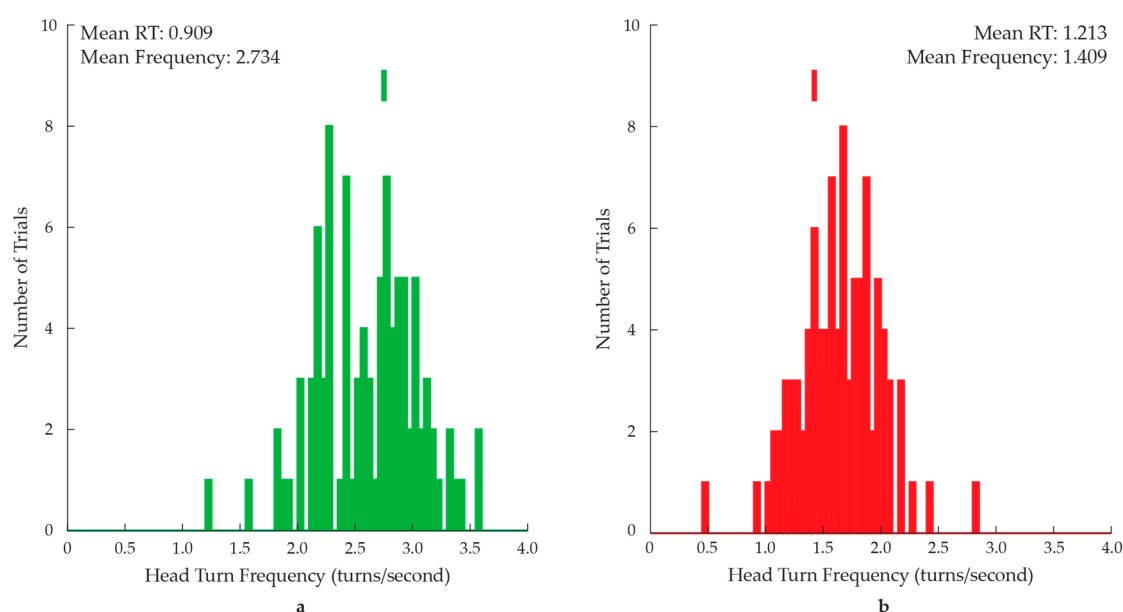 Mean RT: 0.909
Mean Frequency: 2.734
10
8
6
4
2
0
Number of Trials
0 0.5 1.0 1.5 2.0 2.5 3.0 3.5 4.0
Head Turn Frequency (turns/second)
a
Mean RT: 1.213
Mean Frequency: 1.409
10
8
6
4
2
0
Number of Trials
0 0.5 1.0 1.5 2.0 2.5 3.0 3.5 4.0
Head Turn Frequency (turns/second)
b